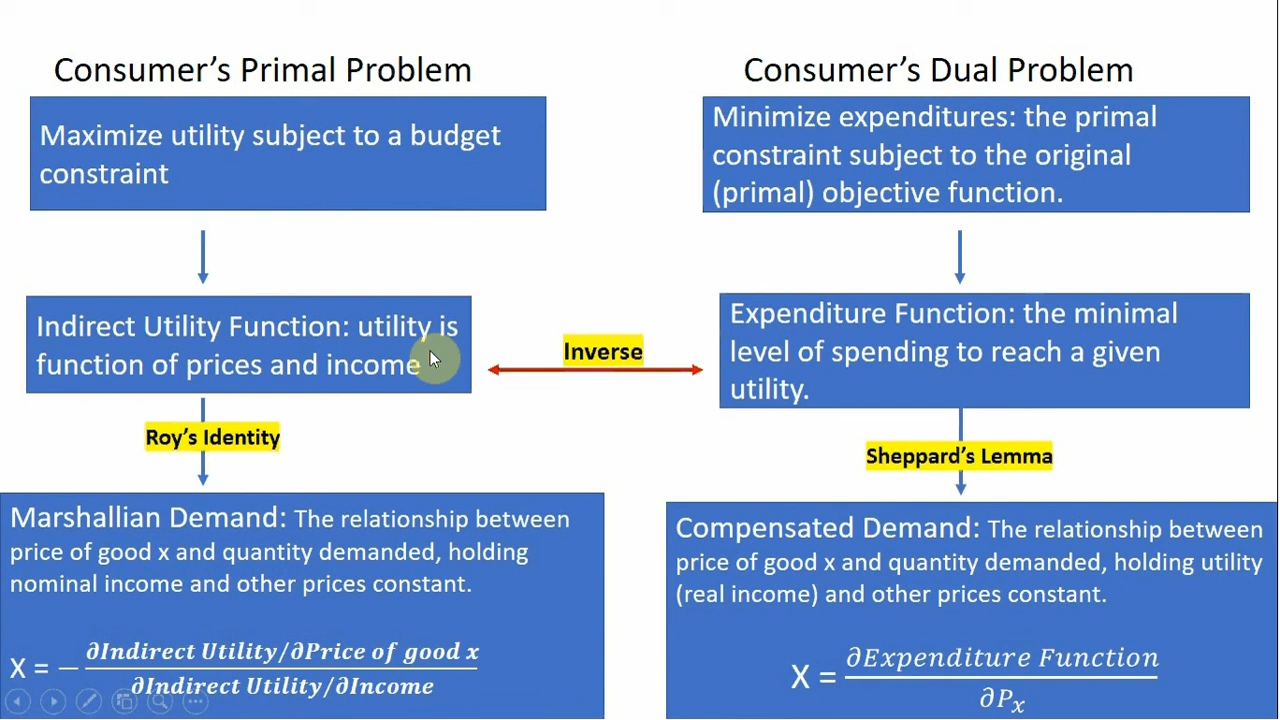 Consumer’s Primal Problem
Maximize utility subject to a budget
constraint
Indirect Utility Function: utility is
function of prices and income
Roy’s Identity
Marshallian Demand: The relationship between
price of good x and quantity demanded, holding
nominal income and other prices constant.
X = − ∂Indirect Utility/∂Price of good x
∂Indirect Utility/∂Income
Inverse
Consumer’s Dual Problem
Minimize expenditures: the primal
constraint subject to the original
(primal) objective function.
Expenditure Function: the minimal
level of spending to reach a given
utility.
Sheppard’s Lemma
Compensated Demand: The relationship between
price of good x and quantity demanded, holding utility
(real income) and other prices constant.
X = ∂Expenditure Function
∂Pₓ